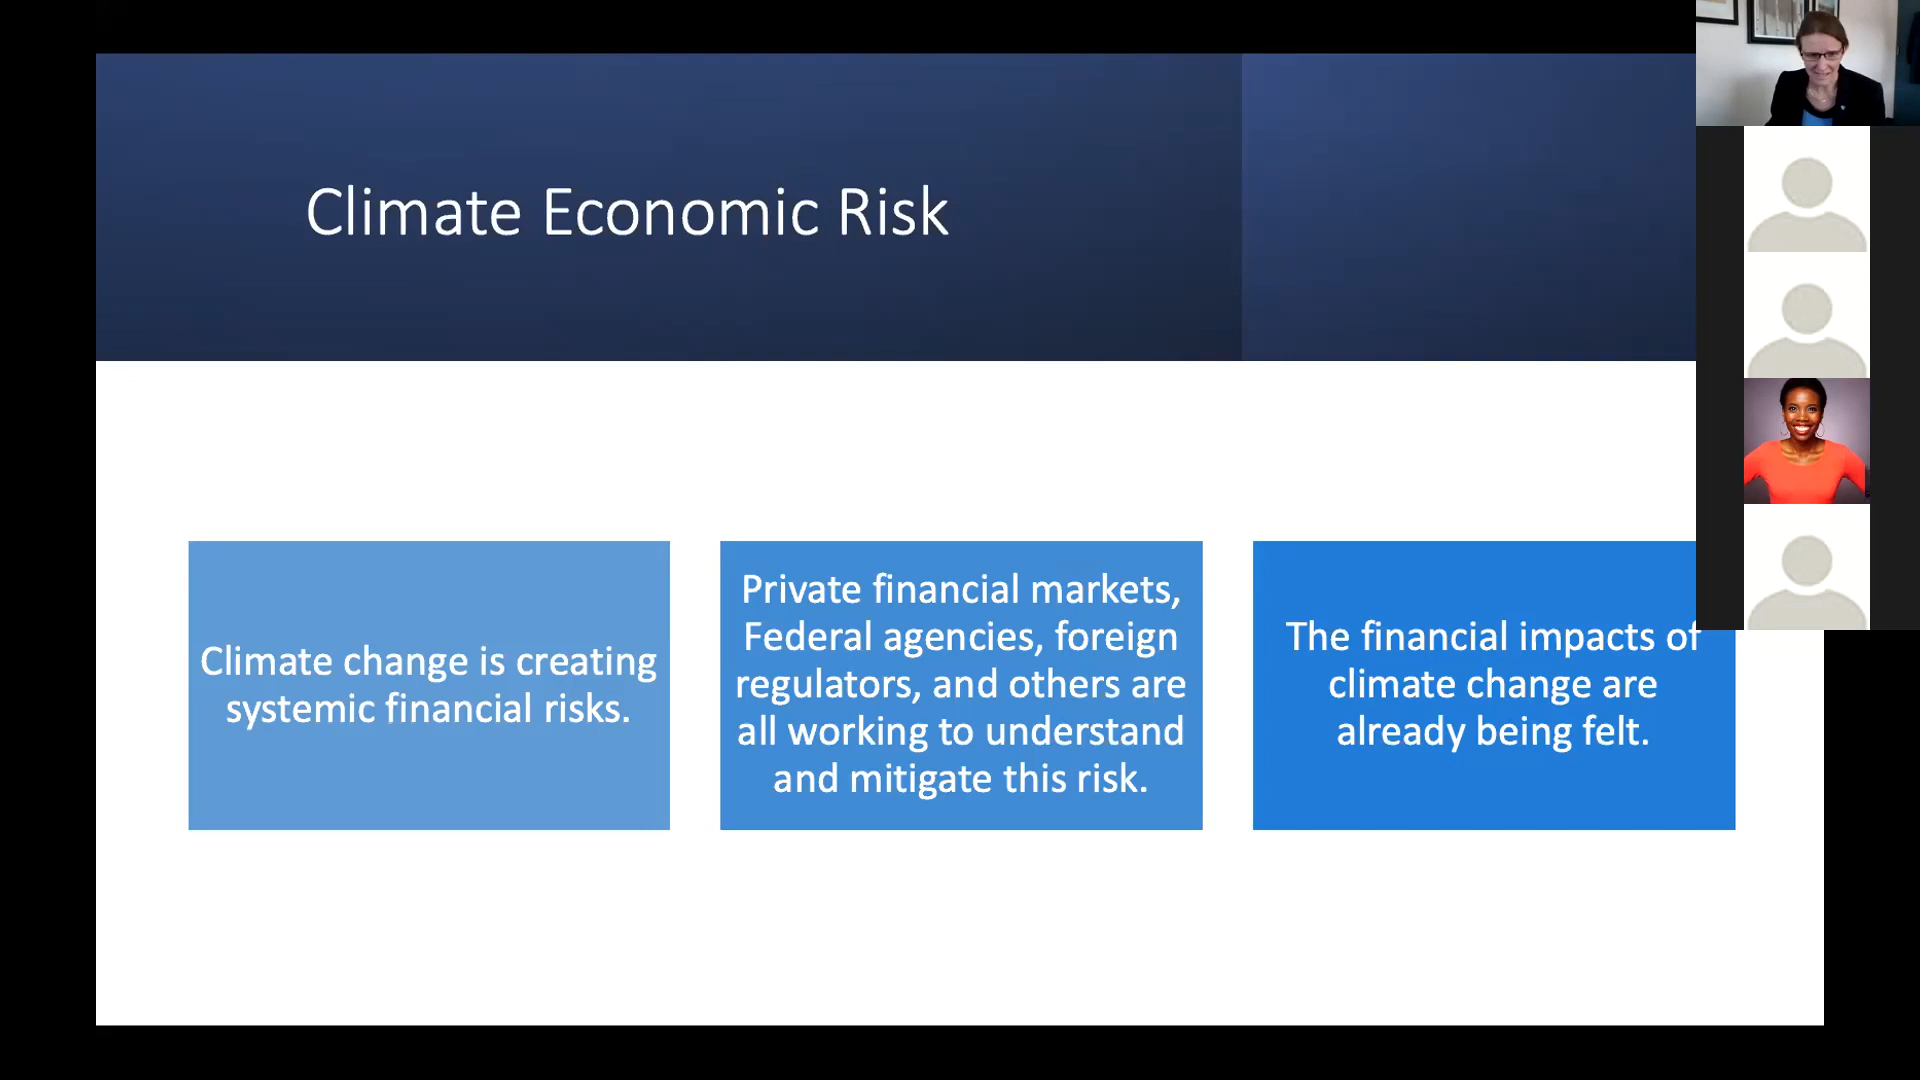 Climate Economic Risk
Climate change is creating
systemic financial risks.
Private financial markets,
Federal agencies, foreign
regulators, and others are
all working to understand
and mitigate this risk.
The financial impacts of
climate change are
already being felt.